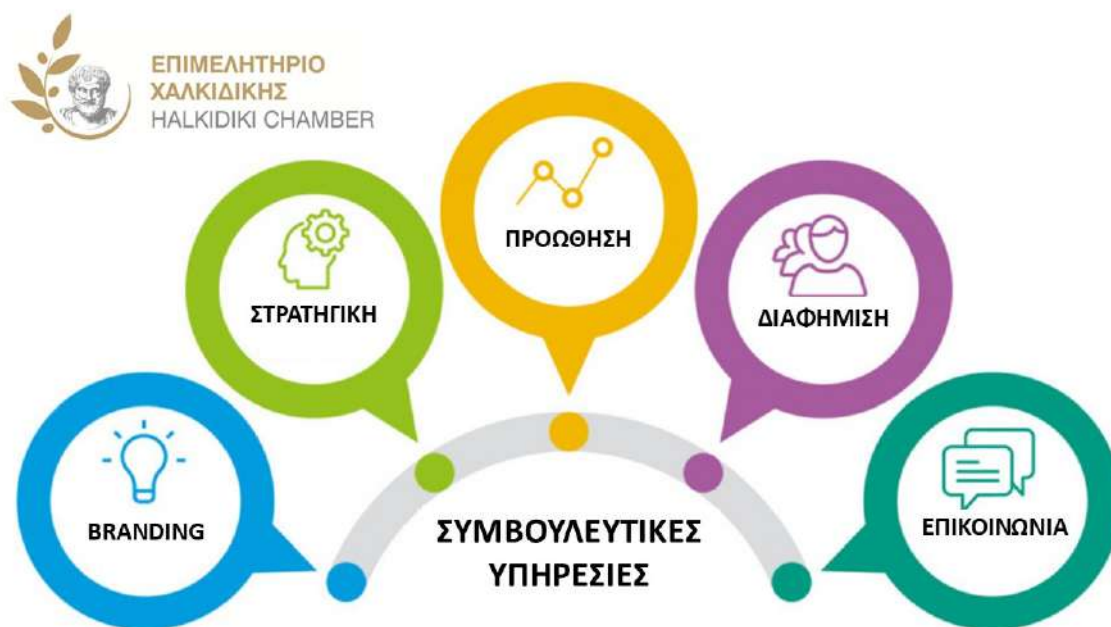 ΕΠΙΜΕΛΗΤΗΡΙΟ
ΧΑΛΚΙΔΙΚΗΣ
HALKIDIKI CHAMBER
BRANDING
ΣΤΡΑΤΗΓΙΚΗ
ΠΡΟΩΘΗΣΗ
ΔΙΑΦΗΜΙΣΗ
ΕΠΙΚΟΙΝΩΝΙΑ
ΣΥΜΒΟΥΛΕΥΤΙΚΕΣ
ΥΠΗΡΕΣΙΕΣ